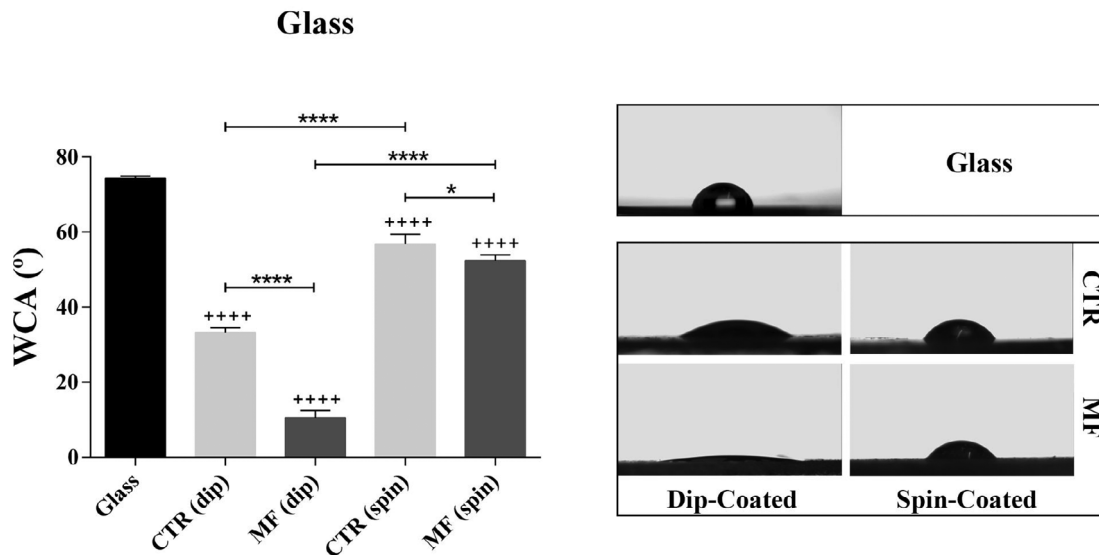 Glass
WCA (º)
80
60
40
20
0
****
****
*
****
++++
++++
++++
++++
Glass
CTR (dip)
MF (dip)
CTR (spin)
MF (spin)
Glass
CTR
MF
Dip-Coated
Spin-Coated